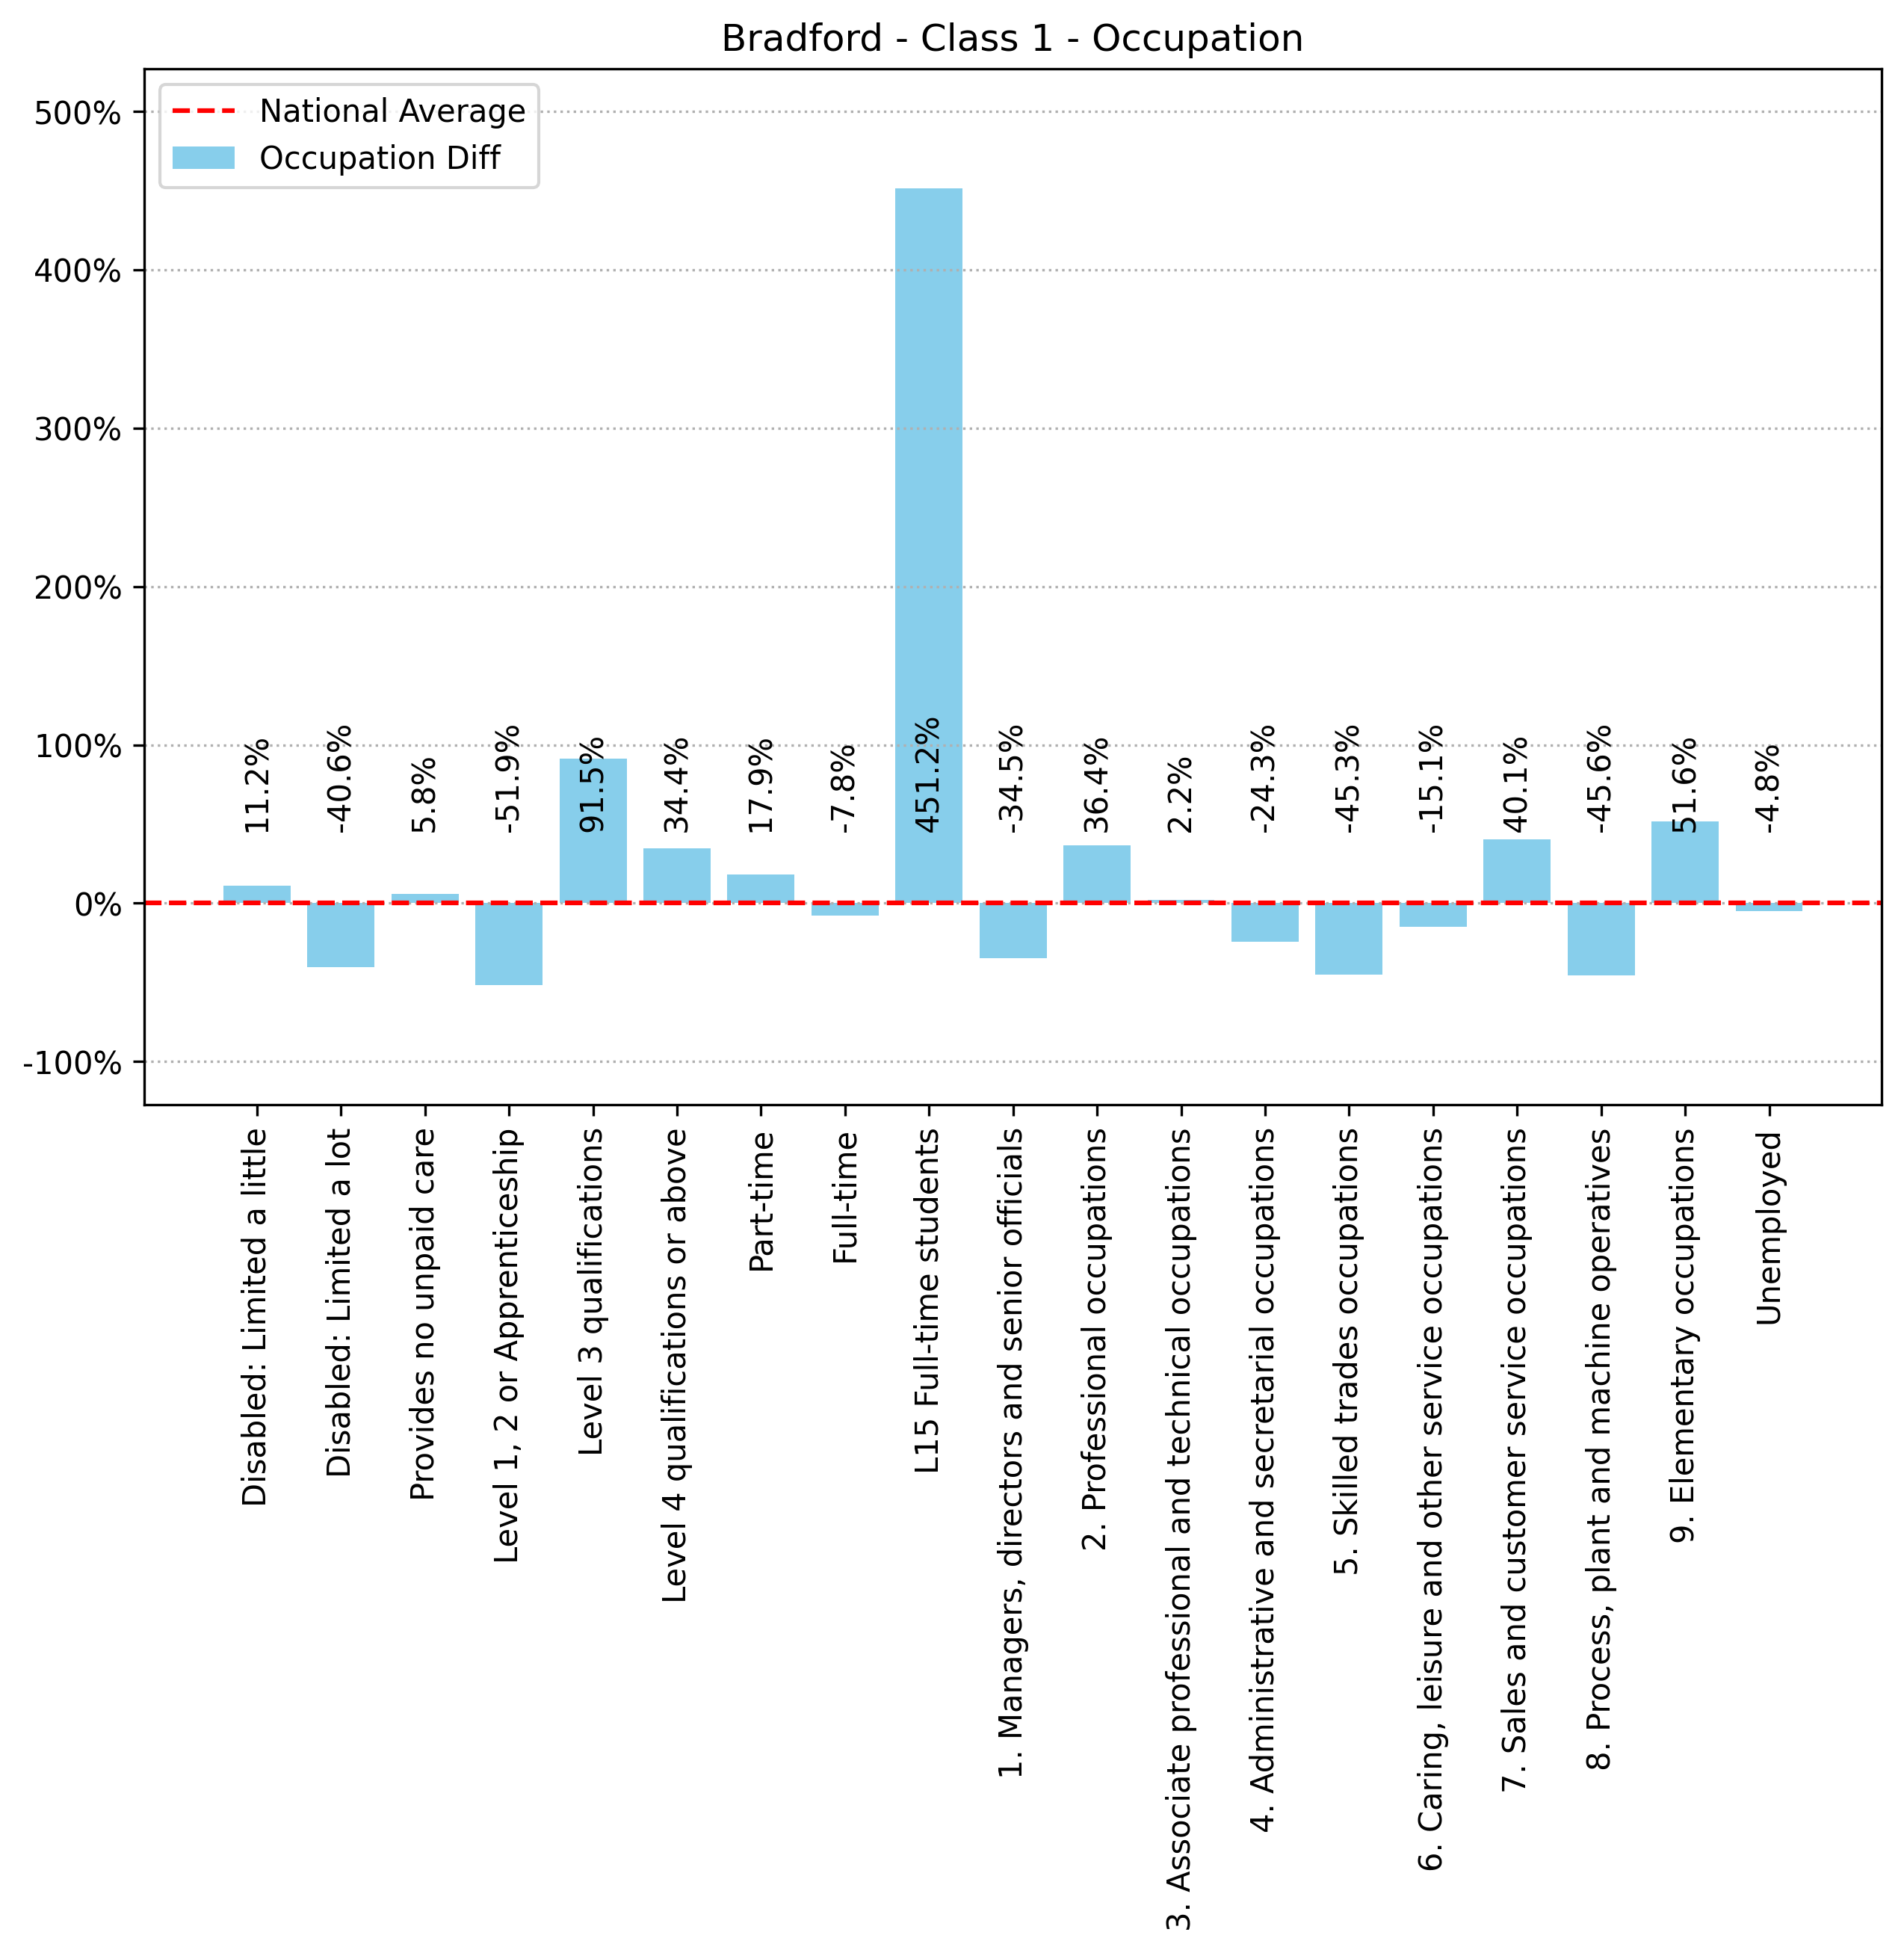 Bradford - Class 1 - Occupation
National Average
Occupation Diff
500%
400%
300%
200%
100%
0%
-100%
11.2%
-40.6%
5.8%
-51.9%
91.5%
34.4%
17.9%
-7.8%
451.2%
-34.5%
36.4%
2.2%
-24.3%
-45.3%
-15.1%
40.1%
-45.6%
51.6%
-4.8%
Disabled: Limited a little
Disabled: Limited a lot
Provides no unpaid care
Level 1, 2 or Apprenticeship
Level 3 qualifications
Level 4 qualifications or above
Part-time
Full-time
L15 Full-time students
1. Managers, directors and senior officials
2. Professional occupations
3. Associate professional and technical occupations
4. Administrative and secretarial occupations
5. Skilled trades occupations
6. Caring, leisure and other service occupations
7. Sales and customer service occupations
8. Process, plant and machine operatives
9. Elementary occupations
Unemployed